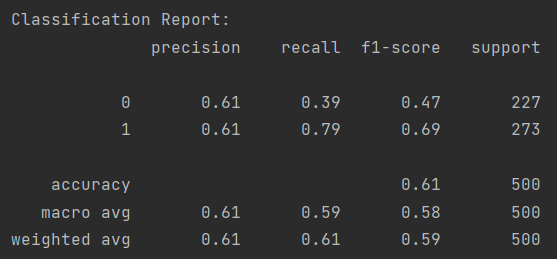 Classification Report:
precision recall f1-score support
0 0.61 0.39 0.47 227
1 0.61 0.79 0.69 273
accuracy 0.61 500
macro avg 0.61 0.59 0.58 500
weighted avg 0.61 0.61 0.59 500